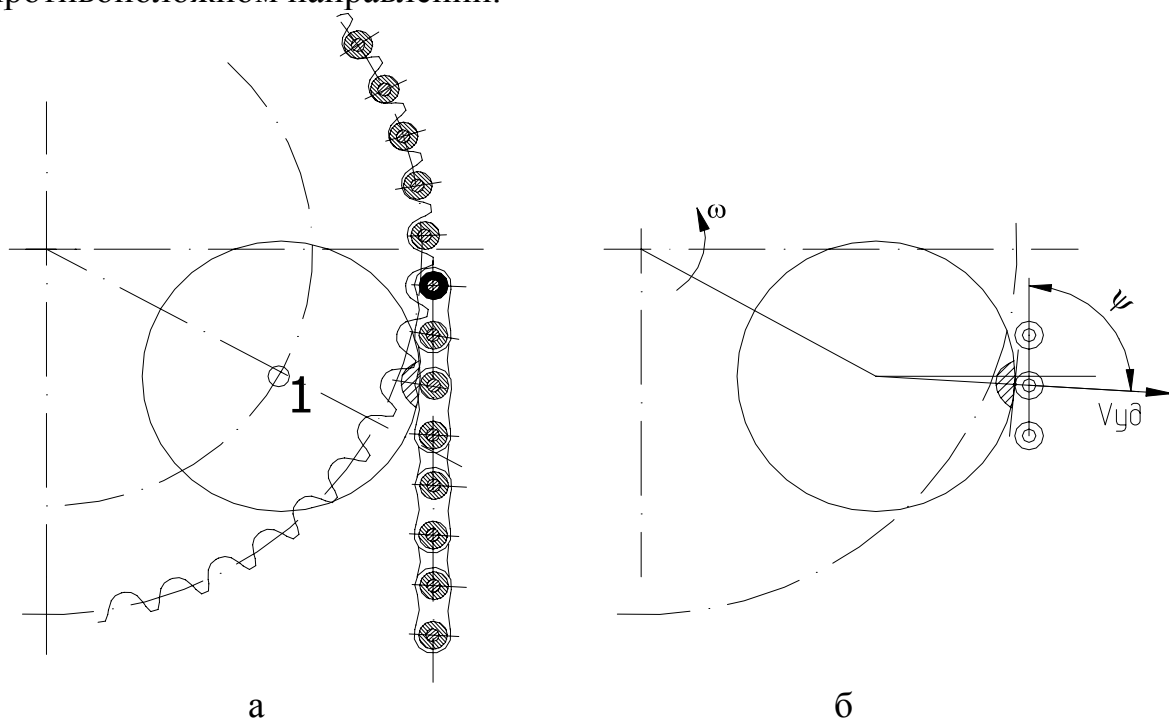 противоположном направлении.
1
ω
ψ
Vуд
а
б